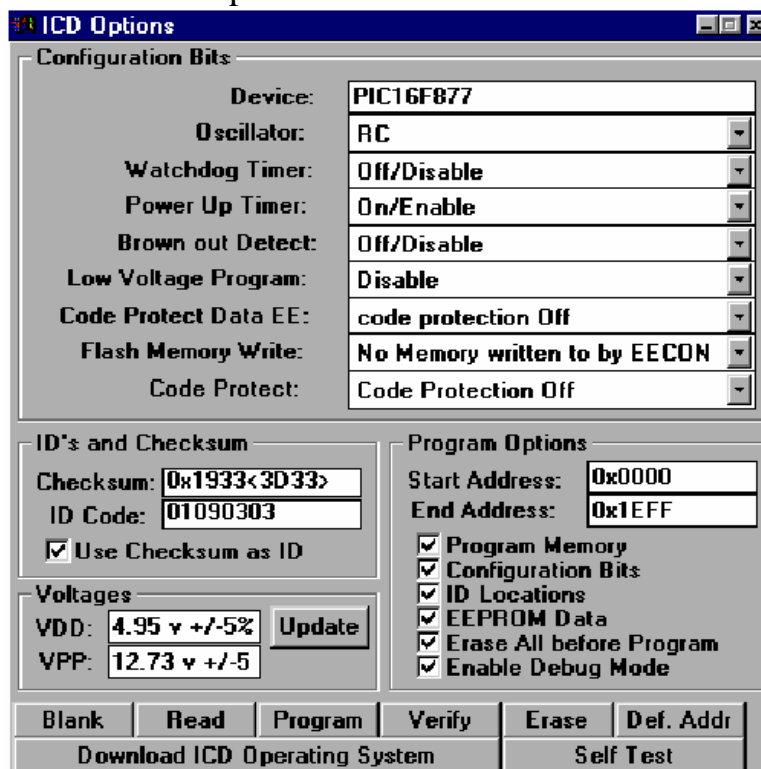 ICD Options
Configuration Bits
Device: PIC16F877
Oscillator: RC
Watchdog Timer: Off/Disable
Power Up Timer: On/Enable
Brown out Detect: Off/Disable
Low Voltage Program: Disable
Code Protect Data EE: code protection Off
Flash Memory Write: No Memory written to by EECON
Code Protect: Code Protection Off
ID's and Checksum
Checksum: 0x1933<3D33>
ID Code: 01090303
Use Checksum as ID
Voltages
VDD: 4.95 v +/-5% Update
VPP: 12.73 v +/-5
Program Options
Start Address: 0x0000
End Address: 0x1EFF
Program Memory
Configuration Bits
ID Locations
EEPROM Data
Erase All before Program
Enable Debug Mode
Blank Read Program Verify Erase Def. Addr
Download ICD Operating System Self Test